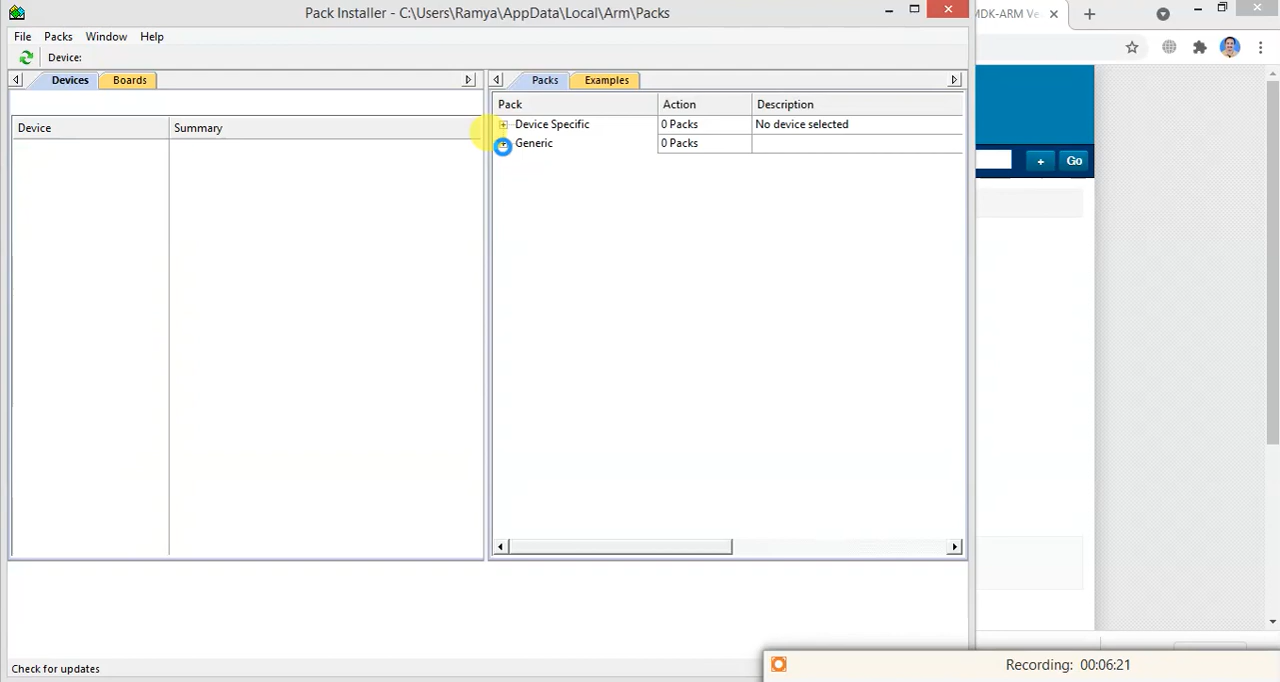 Pack Installer - C:\Users\Ramya\AppData\Local\Arm\Packs
MDK-ARM Ve
File Packs Window Help
Device:
Devices Boards
Packs Examples
Device Summary
Pack Action Description
Device Specific 0 Packs No device selected
Generic 0 Packs
+ Go
Check for updates
Recording: 00:06:21